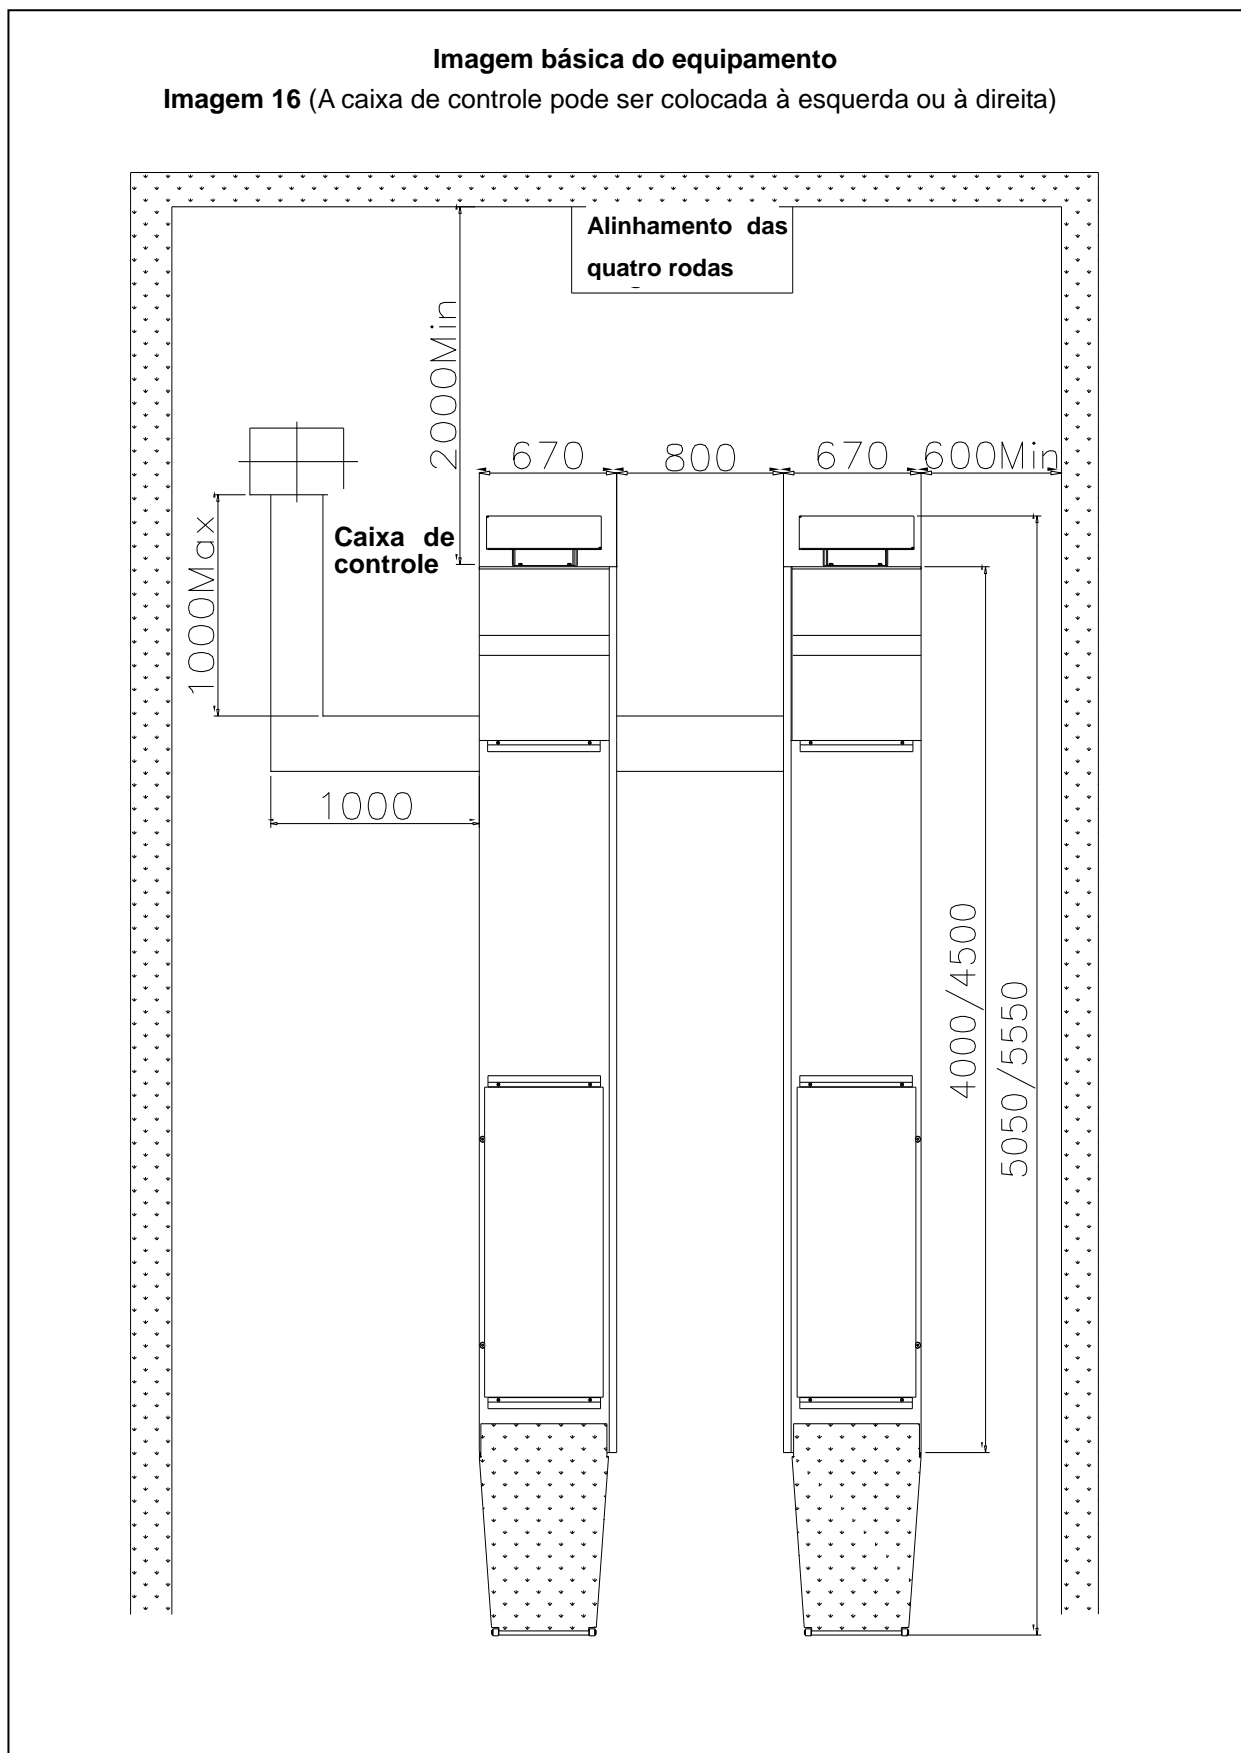 Imagem básica do equipamento
Imagem 16 (A caixa de controle pode ser colocada à esquerda ou à direita)
Alinhamento das
quatro rodas
2000Min
670
800
670
600Min
1000Max
Caixa de
controle
1000
4000/4500
5050/5550